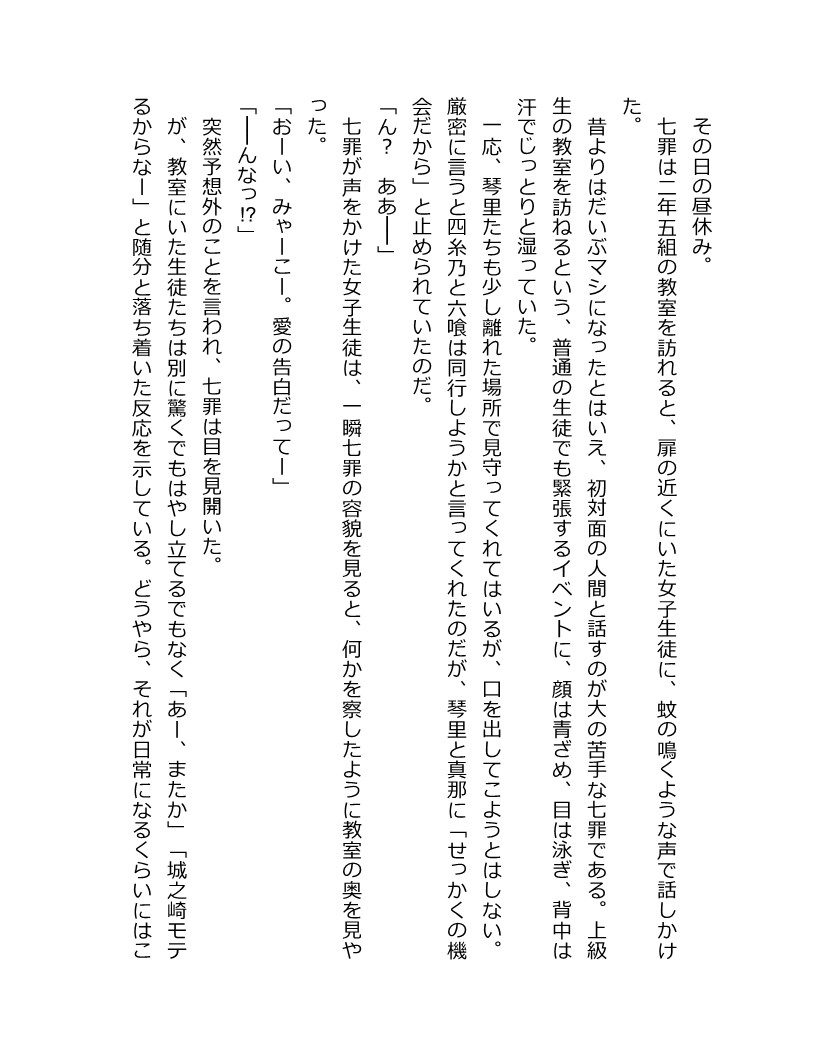 その日の昼休み。
七罪は二年五組の教室を訪れると、扉の近くにいた女子生徒に、蚊の鳴くような声で話しかけ
た。
昔よりはだいぶマシになったとはいえ、初対面の人間と話すのが大の苦手な七罪である。上級
生の教室を訪ねるという、普通の生徒でも緊張するイベントに、顔は青ざめ、目は泳ぎ、背中は
汗でじっとりと湿っていた。
一応、琴里たちも少し離れた場所で見守ってくれてはいるが、口を出してこようとはしない。
厳密に言うと四糸乃と六喰は同行しようかと言ってくれたのだが、琴里と真那に「せっかくの機
会だから」と止められていたのだ。
「ん？　ああ――」
七罪が声をかけた女子生徒は、一瞬七罪の容貌を見ると、何かを察したように教室の奥を見や
った。
「おーい、みゃーこー。愛の告白だってー」
「――んなっ!?」
突然予想外のことを言われ、七罪は目を見開いた。
が、教室にいた生徒たちは別に驚くでもはやし立てるでもなく「あー、またか」「城之崎モテ
るからなー」と随分と落ち着いた反応を示している。どうやら、それが日常になるくらいにはこ